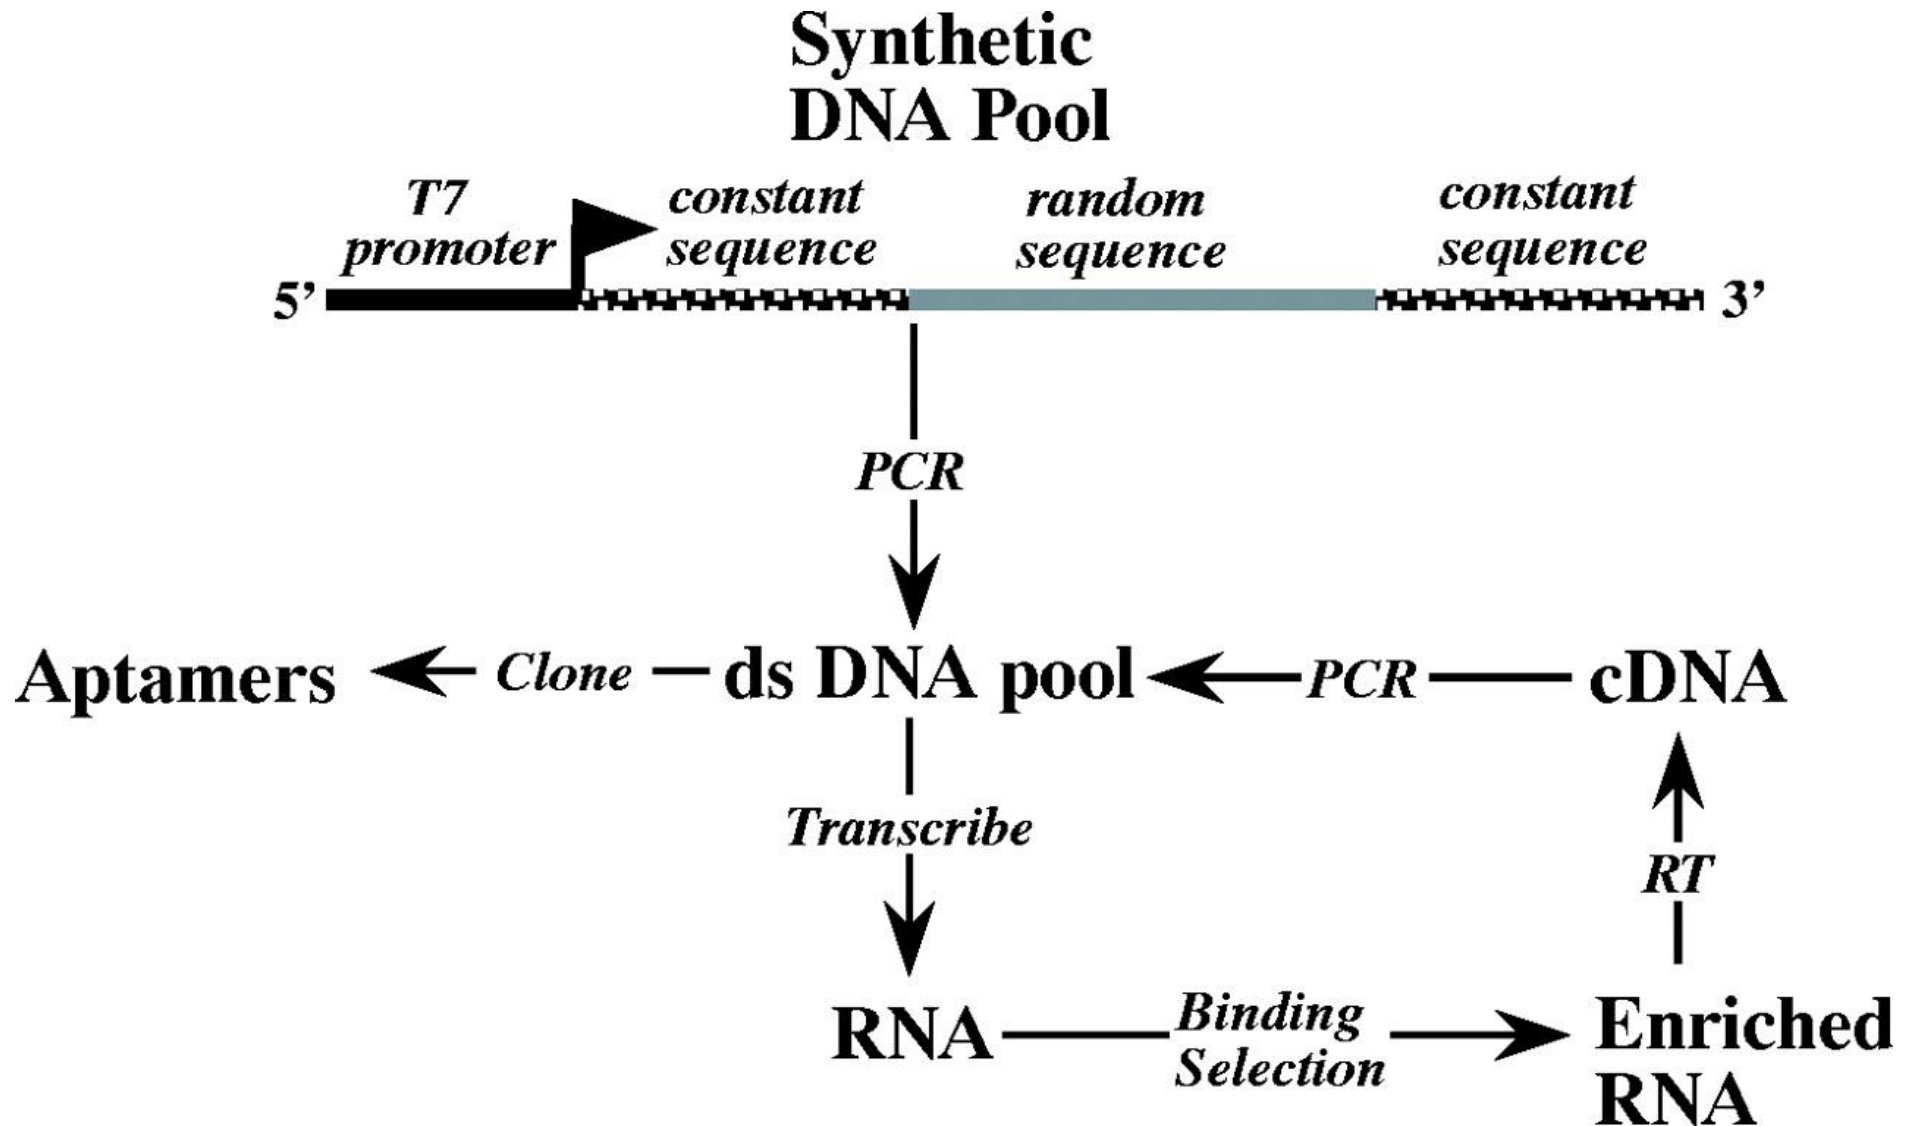 Synthetic
DNA Pool
T7
promoter
constant
sequence
random
sequence
constant
sequence
5’
3’
PCR
Aptamers
Clone
ds DNA pool
PCR
cDNA
Transcribe
RT
RNA
Binding
Selection
Enriched
RNA